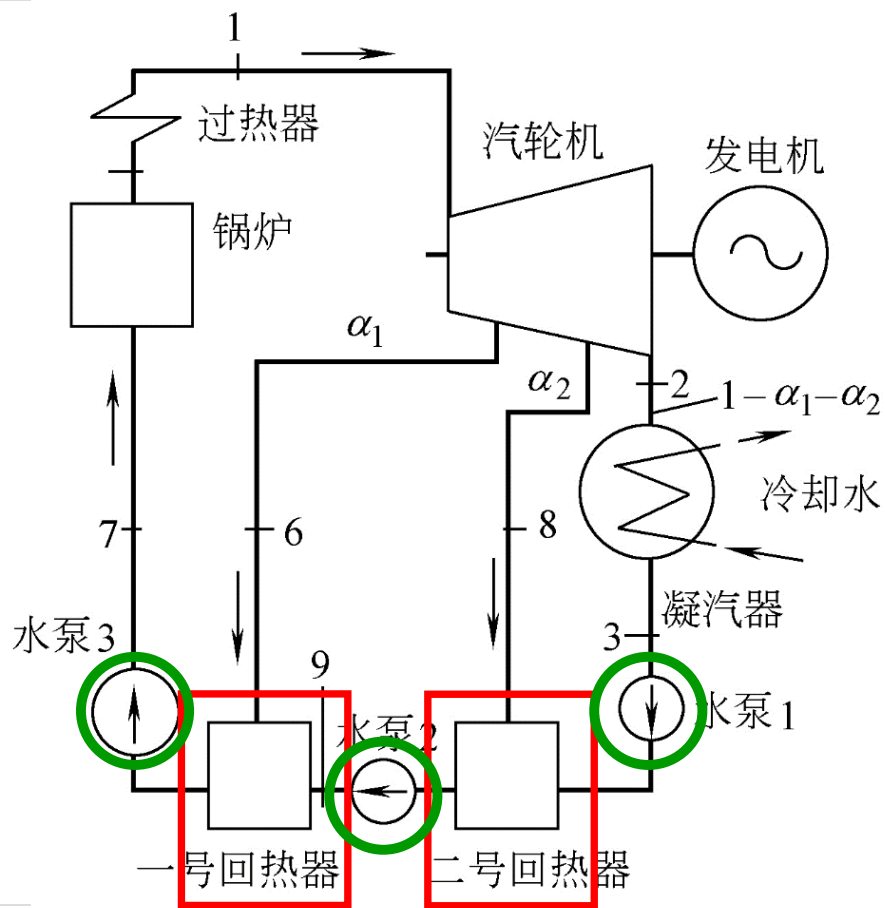 1
过热器
汽轮机
发电机
锅炉
α₁
α₂
2
1－α₁－α₂
冷却水
7
6
8
凝汽器
3
水泵3
9
水泵2
水泵1
一号回热器
二号回热器